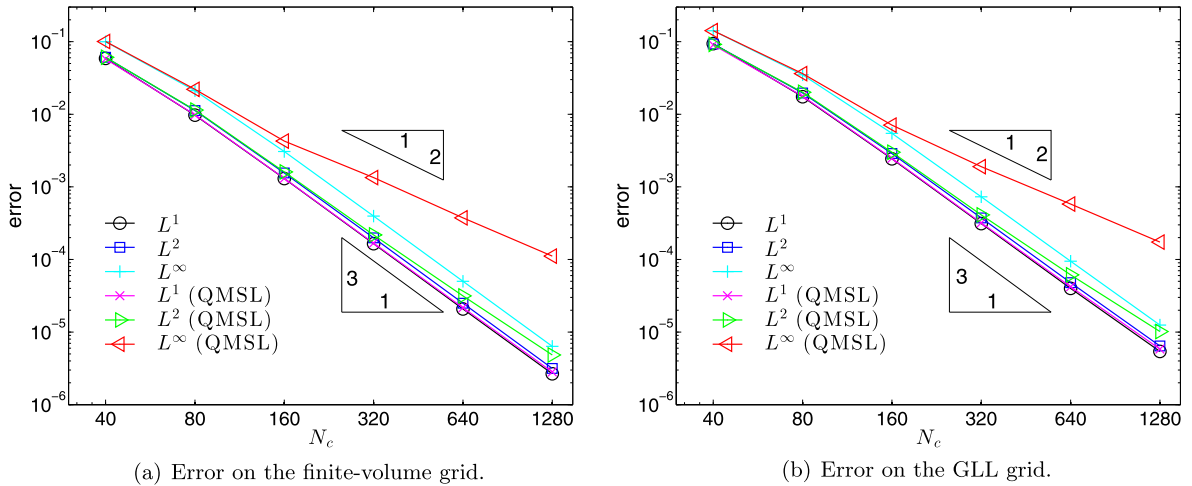 10^{-1}
10^{-2}
10^{-3}
10^{-4}
10^{-5}
10^{-6}
error
1
2
3
1
L^1
L^2
L^∞
L^1 (QMSL)
L^2 (QMSL)
L^∞ (QMSL)
40 80 160 320 640 1280
N_c
(a) Error on the finite-volume grid.
10^{-1}
10^{-2}
10^{-3}
10^{-4}
10^{-5}
10^{-6}
error
1
2
3
1
L^1
L^2
L^∞
L^1 (QMSL)
L^2 (QMSL)
L^∞ (QMSL)
40 80 160 320 640 1280
N_c
(b) Error on the GLL grid.